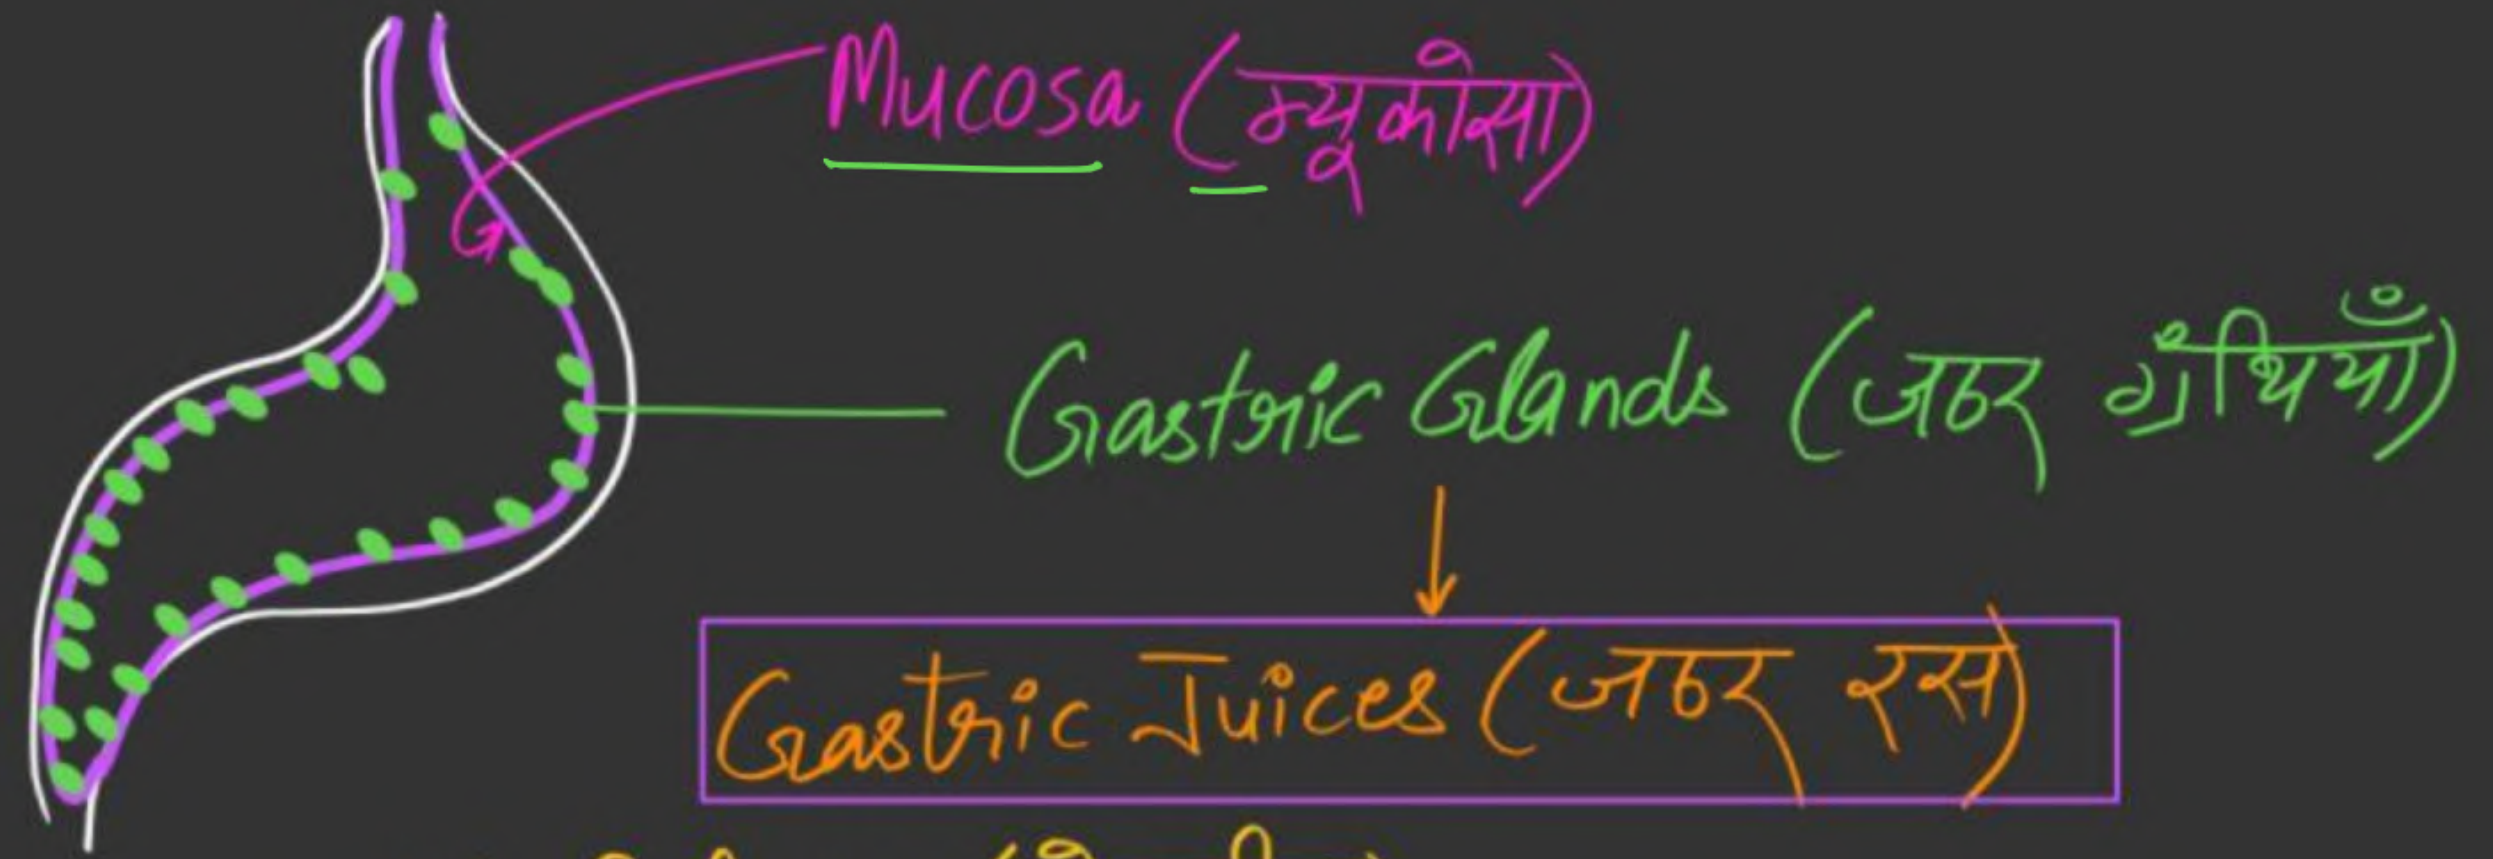 Mucosa (म्यूकोसा)
Gastric Glands (जठर ग्रंथियाँ)
Gastric Juices (जठर रस)